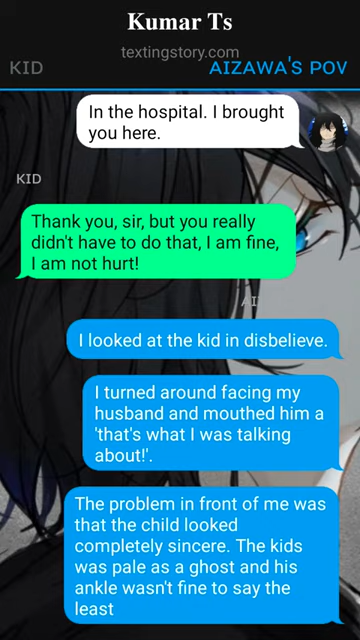 Kumar Ts
textingstory.com
KID
AIZAWA'S POV
In the hospital. I brought
you here.
KID
Thank you, sir, but you really
didn't have to do that, I am fine,
I am not hurt!
AI
I looked at the kid in disbelieve.
I turned around facing my
husband and mouthed him a
'that's what I was talking
about!'.
The problem in front of me was
that the child looked
completely sincere. The kids
was pale as a ghost and his
ankle wasn't fine to say the
least